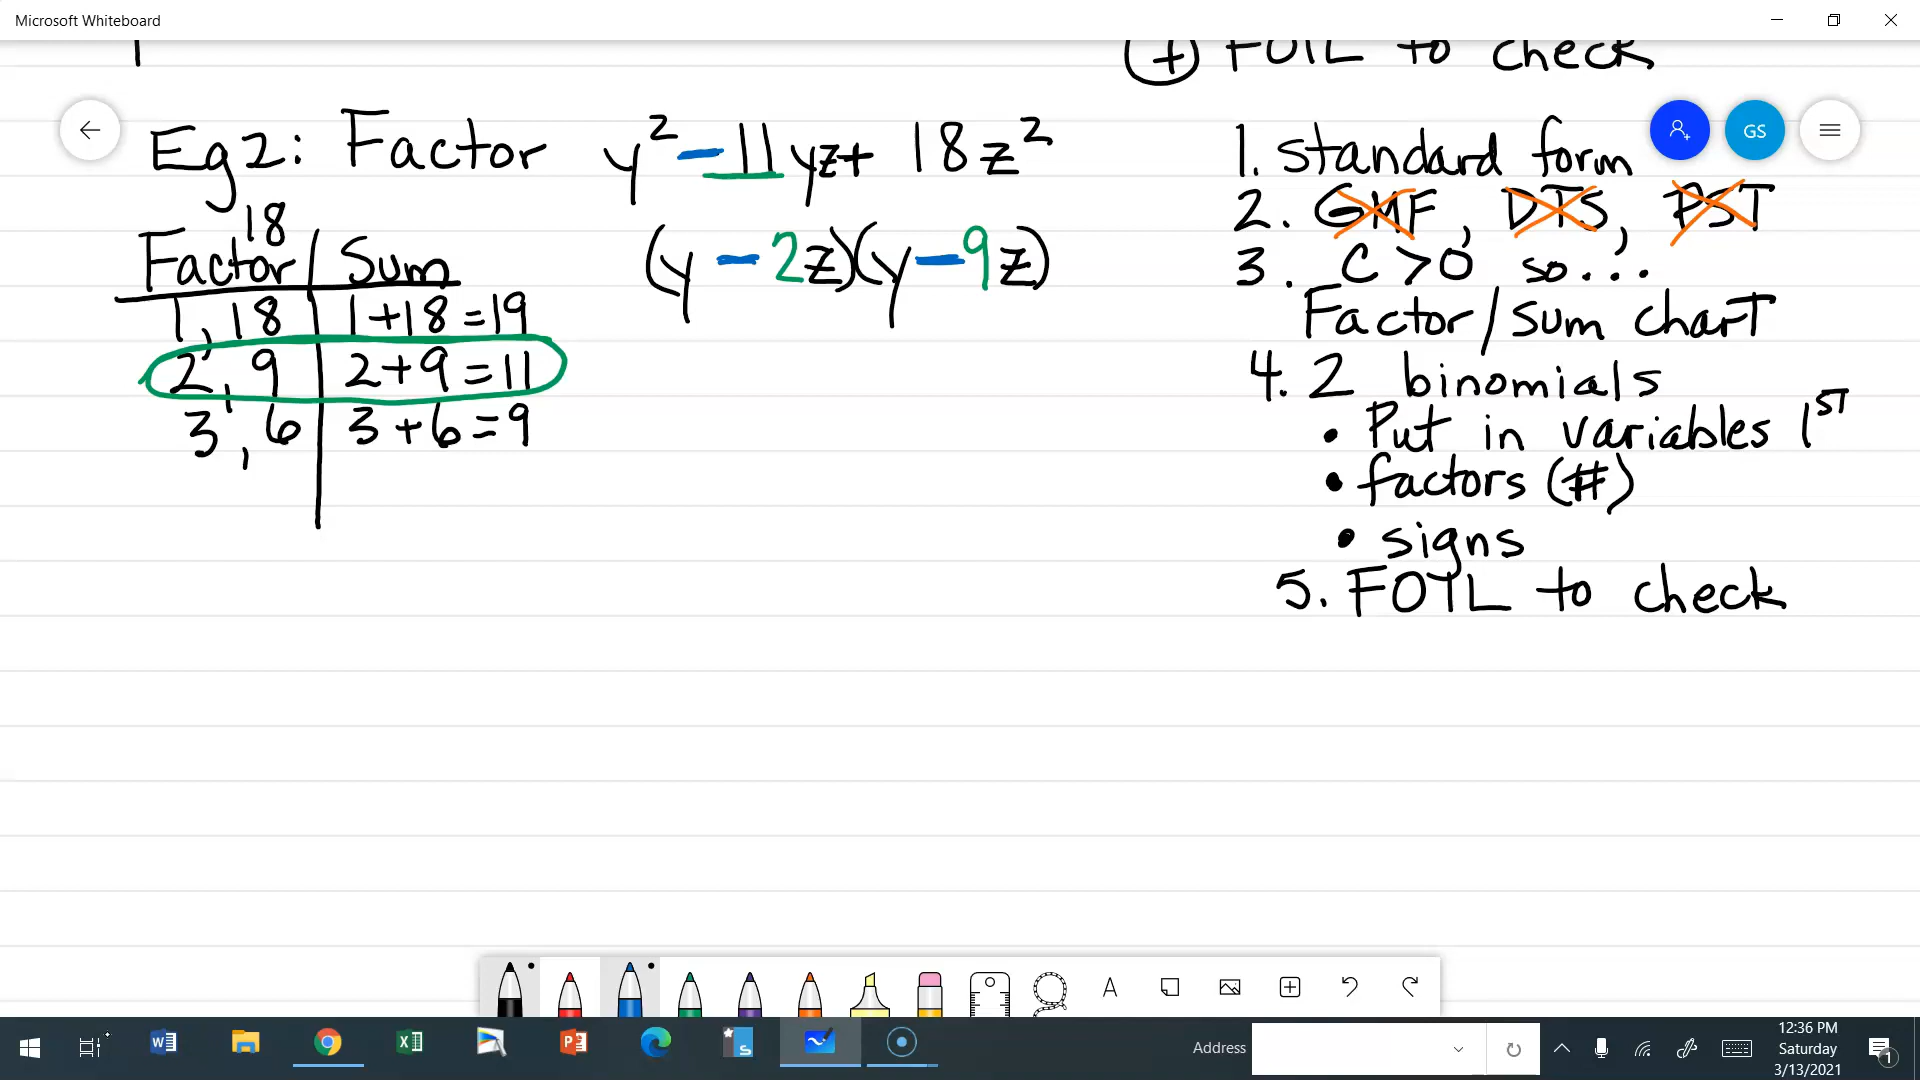 Microsoft Whiteboard
+ FOIL to check
Eg2: Factor y² - 11yz + 18z²
18
Factor / Sum
(y - 2z)(y - 9z)
1, 18 1+18=19
2, 9 2+9=11
3, 6 3+6=9
1. standard form
2. GMF, DTS, PST
3. C >0 so...
Factor/sum chart
4. 2 binomials
• Put in variables 1ST
• factors (#)
• signs
5. FOIL to check
GS
Address
12:36 PM
Saturday
3/13/2021
1